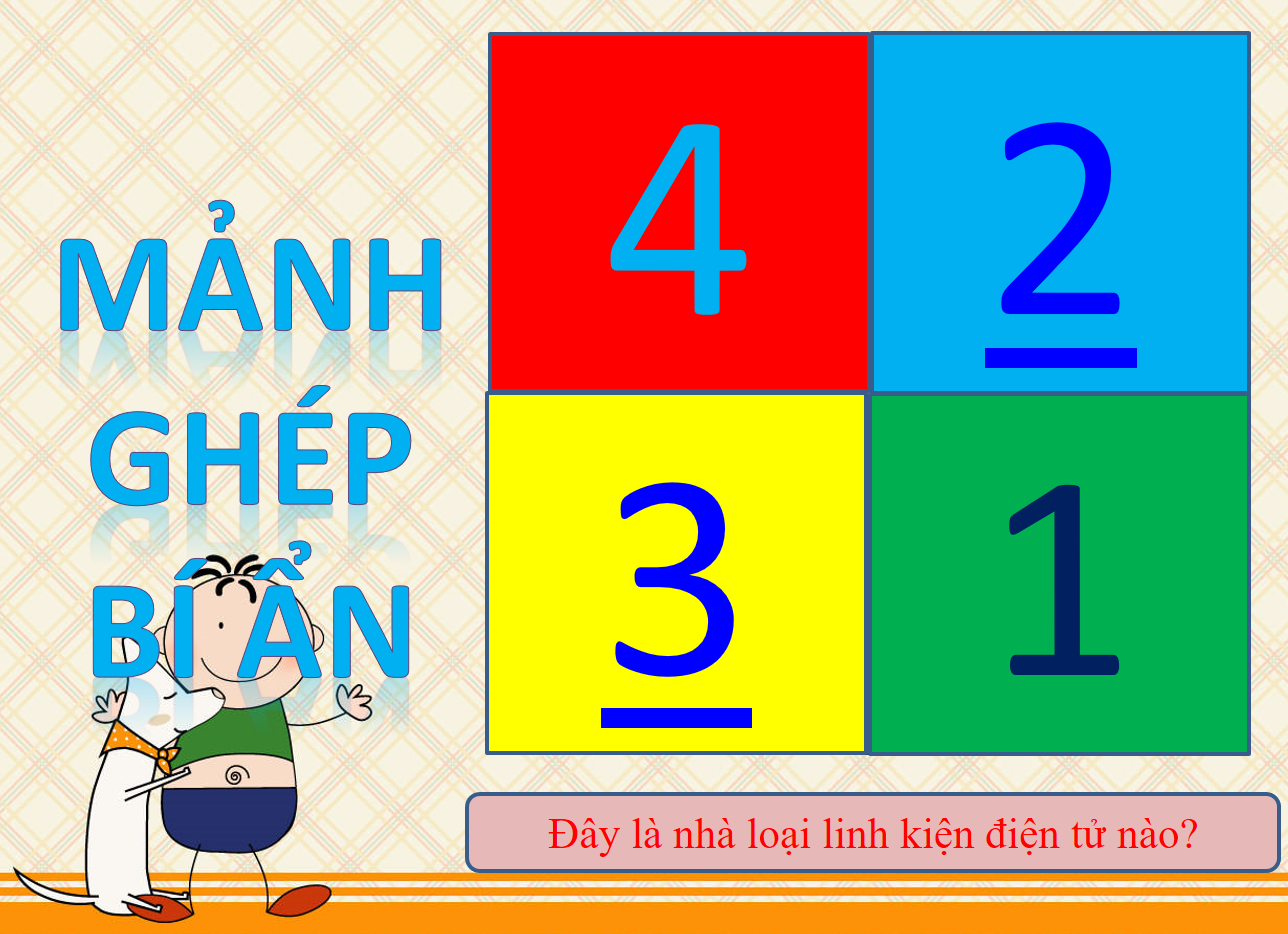 MẢNH
GHÉP
BÍ ẨN
4 2
3 1
Đây là nhà loại linh kiện điện tử nào?